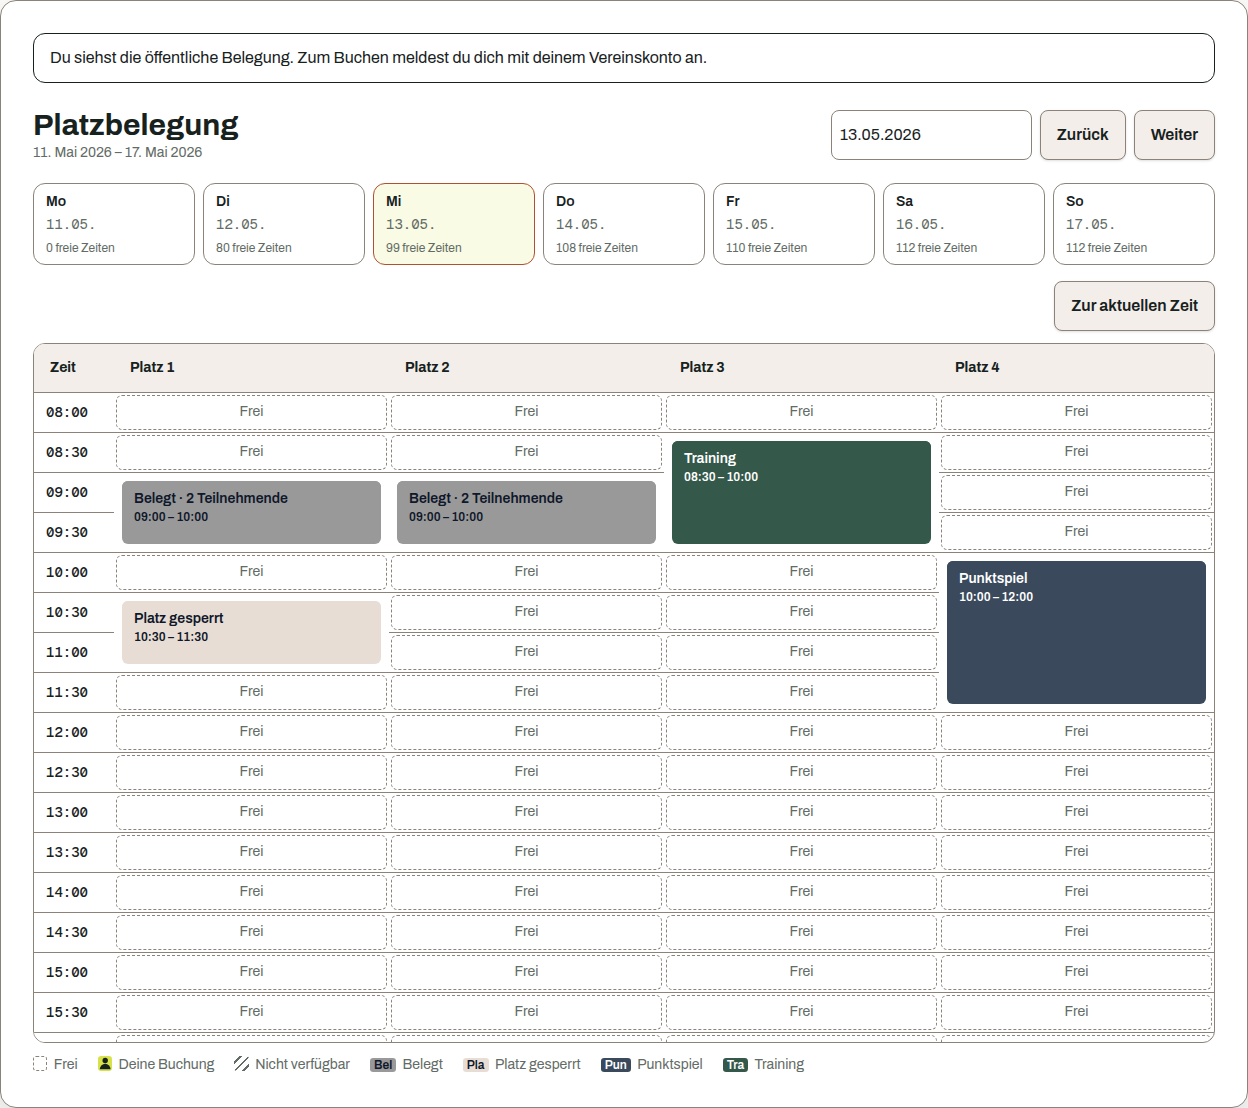 Du siehst die öffentliche Belegung. Zum Buchen meldest du dich mit deinem Vereinskonto an.
Platzbelegung
11. Mai 2026 – 17. Mai 2026
13.05.2026
Zurück
Weiter
Mo
11.05.
0 freie Zeiten
Di
12.05.
80 freie Zeiten
Mi
13.05.
99 freie Zeiten
Do
14.05.
108 freie Zeiten
Fr
15.05.
110 freie Zeiten
Sa
16.05.
112 freie Zeiten
So
17.05.
112 freie Zeiten
Zur aktuellen Zeit
Zeit Platz 1 Platz 2 Platz 3 Platz 4
08:00 Frei Frei Frei Frei
08:30 Frei Frei Training Frei
08:30 – 10:00
09:00 Belegt · 2 Teilnehmende Belegt · 2 Teilnehmende Frei
09:00 – 10:00 09:00 – 10:00
09:30 Frei
10:00 Frei Frei Frei Punktspiel
10:00 – 12:00
10:30 Platz gesperrt Frei Frei
10:30 – 11:30
11:00 Frei Frei
11:30 Frei Frei Frei
12:00 Frei Frei Frei Frei
12:30 Frei Frei Frei Frei
13:00 Frei Frei Frei Frei
13:30 Frei Frei Frei Frei
14:00 Frei Frei Frei Frei
14:30 Frei Frei Frei Frei
15:00 Frei Frei Frei Frei
15:30 Frei Frei Frei Frei
Frei Deine Buchung Nicht verfügbar Bel Belegt Pla Platz gesperrt Pun Punktspiel Tra Training